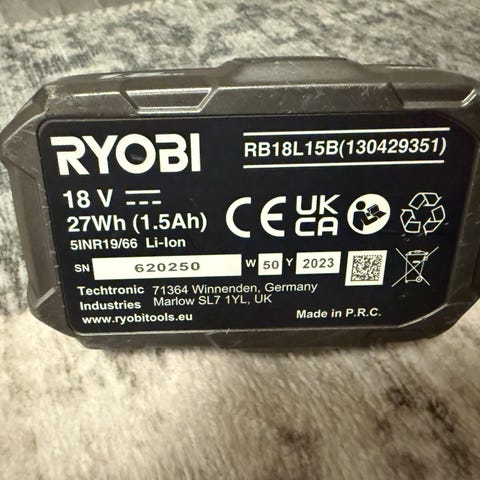 RYOBI
RB18L15B(130429351)
18 V
27Wh (1.5Ah)
5INR19/66 Li-Ion
CE UK CA
SN 620250 W 50 Y 2023
Techtronic 71364 Winnenden, Germany
Industries Marlow SL7 1YL, UK
www.ryobitools.eu
Made in P.R.C.